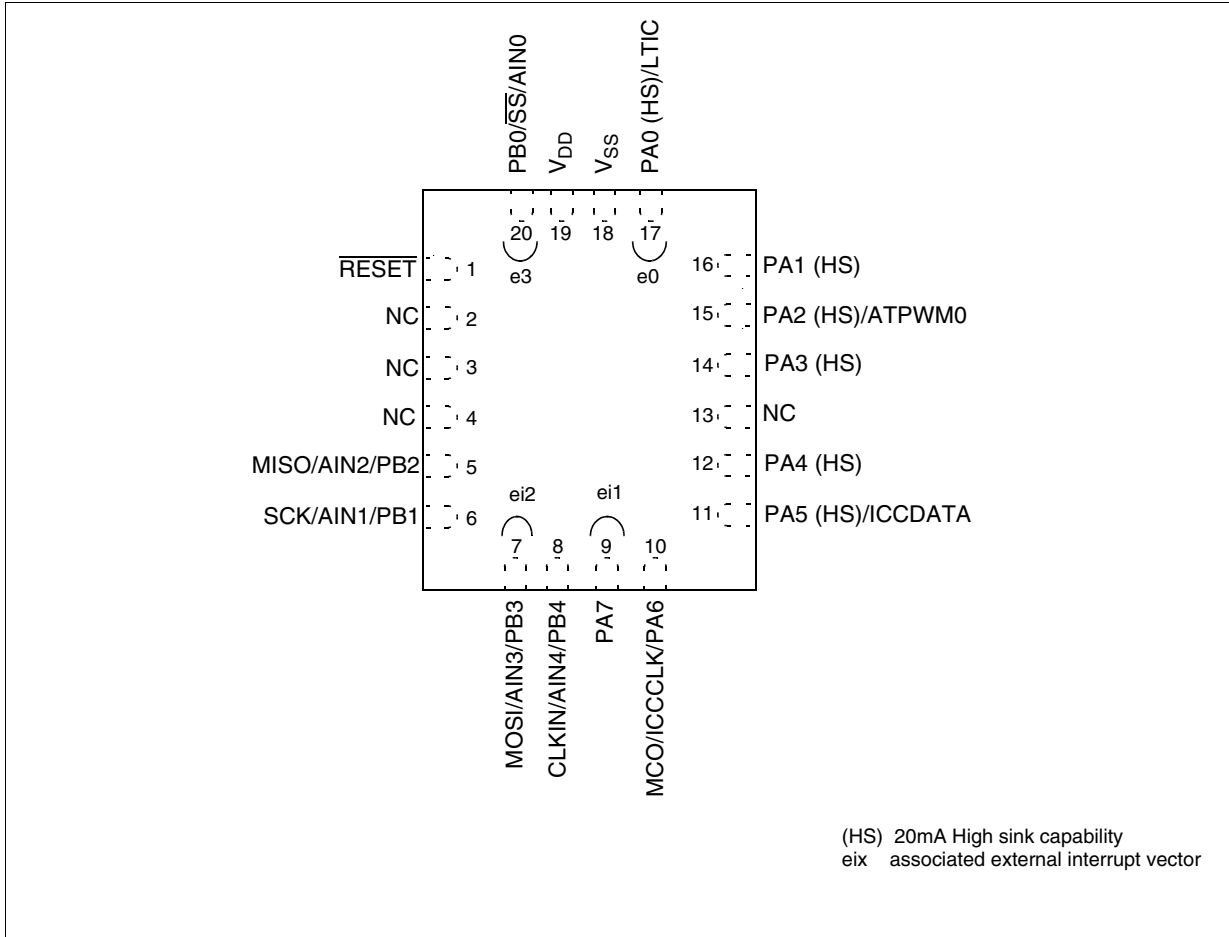 PB0/SS/AIN0
VDD
VSS
PA0 (HS)/LTIC
20
19
18
17
e3
e0
RESET
1
NC
2
NC
3
NC
4
MISO/AIN2/PB2
5
SCK/AIN1/PB1
6
16
PA1 (HS)
15
PA2 (HS)/ATPWM0
14
PA3 (HS)
13
NC
12
PA4 (HS)
11
PA5 (HS)/ICCDATA
ei2
ei1
7
8
9
10
MOSI/AIN3/PB3
CLKIN/AIN4/PB4
PA7
MCO/ICCCLK/PA6
(HS) 20mA High sink capability
eix associated external interrupt vector